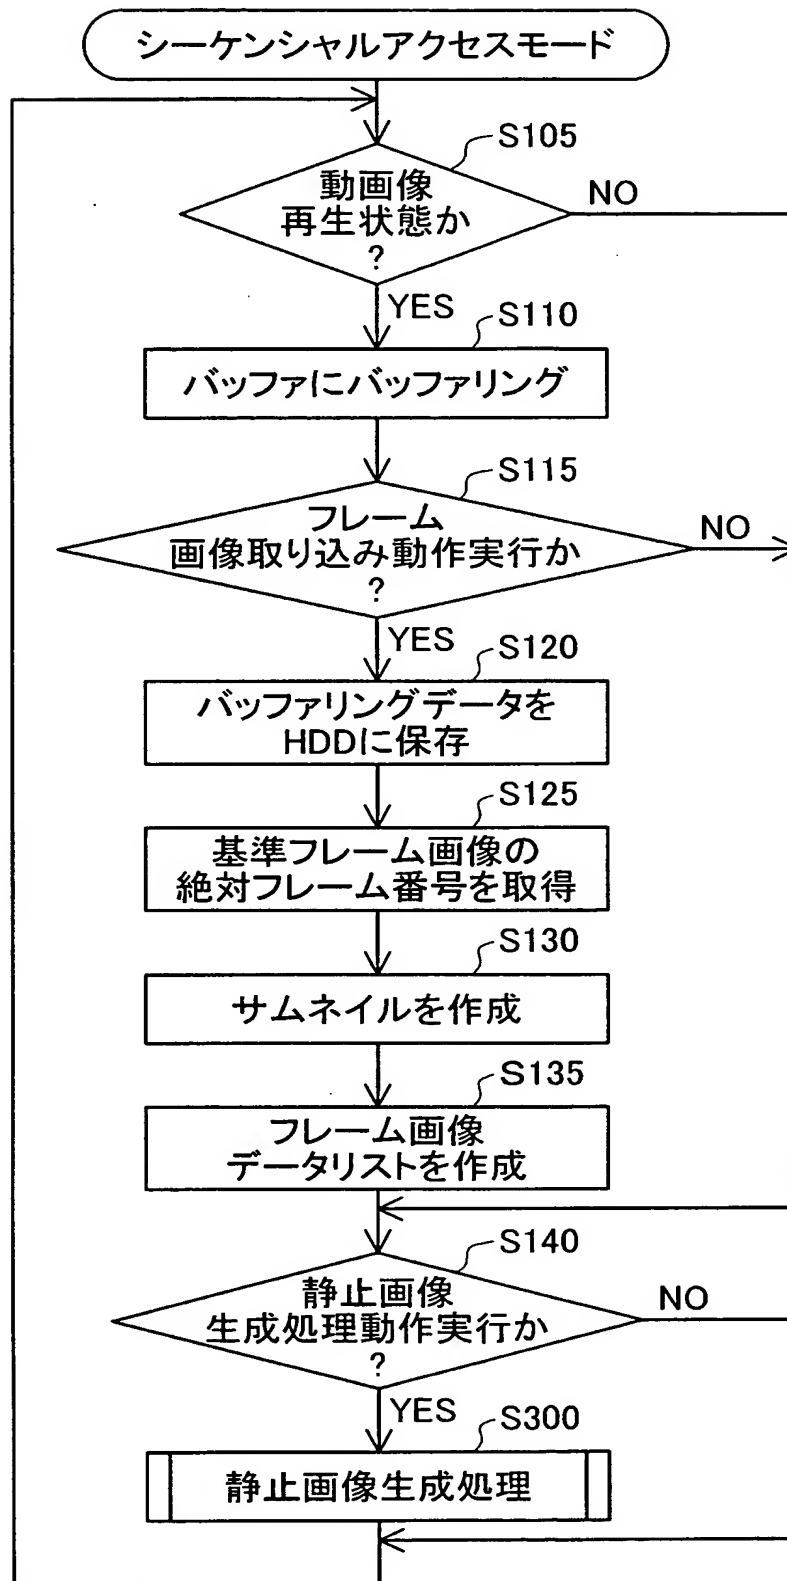 シーケンシャルアクセスモード
S105
動画像
再生状態か
?
NO
YES
S110
バッファにバッファリング
S115
フレーム
画像取り込み動作実行か
?
NO
YES
S120
バッファリングデータを
HDDに保存
S125
基準フレーム画像の
絶対フレーム番号を取得
S130
サムネイルを作成
S135
フレーム画像
データリストを作成
S140
静止画像
生成処理動作実行か
?
NO
YES
S300
静止画像生成処理